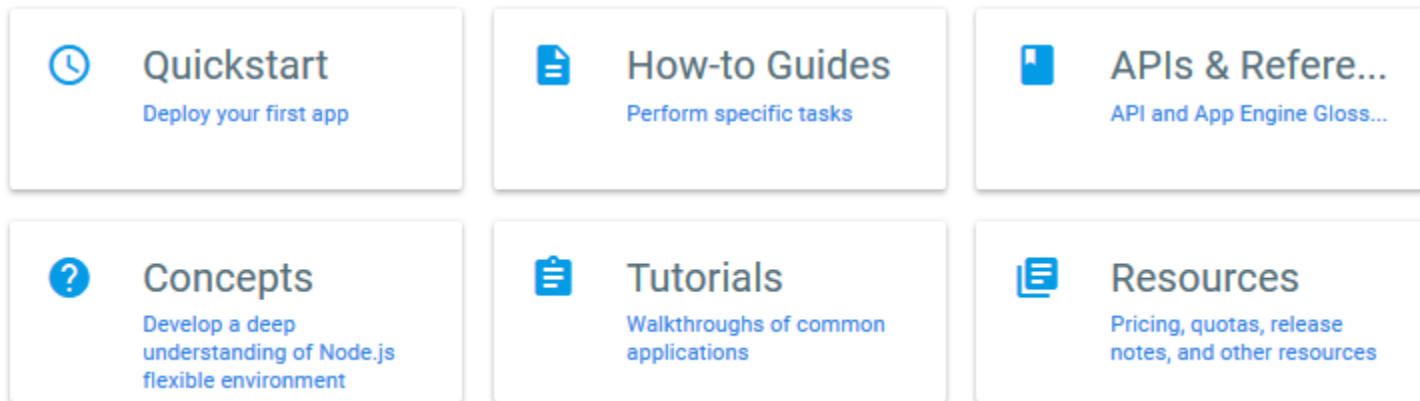 Quickstart
Deploy your first app
How-to Guides
Perform specific tasks
APIs & Refere...
API and App Engine Gloss...
Concepts
Develop a deep
understanding of Node.js
flexible environment
Tutorials
Walkthroughs of common
applications
Resources
Pricing, quotas, release
notes, and other resources